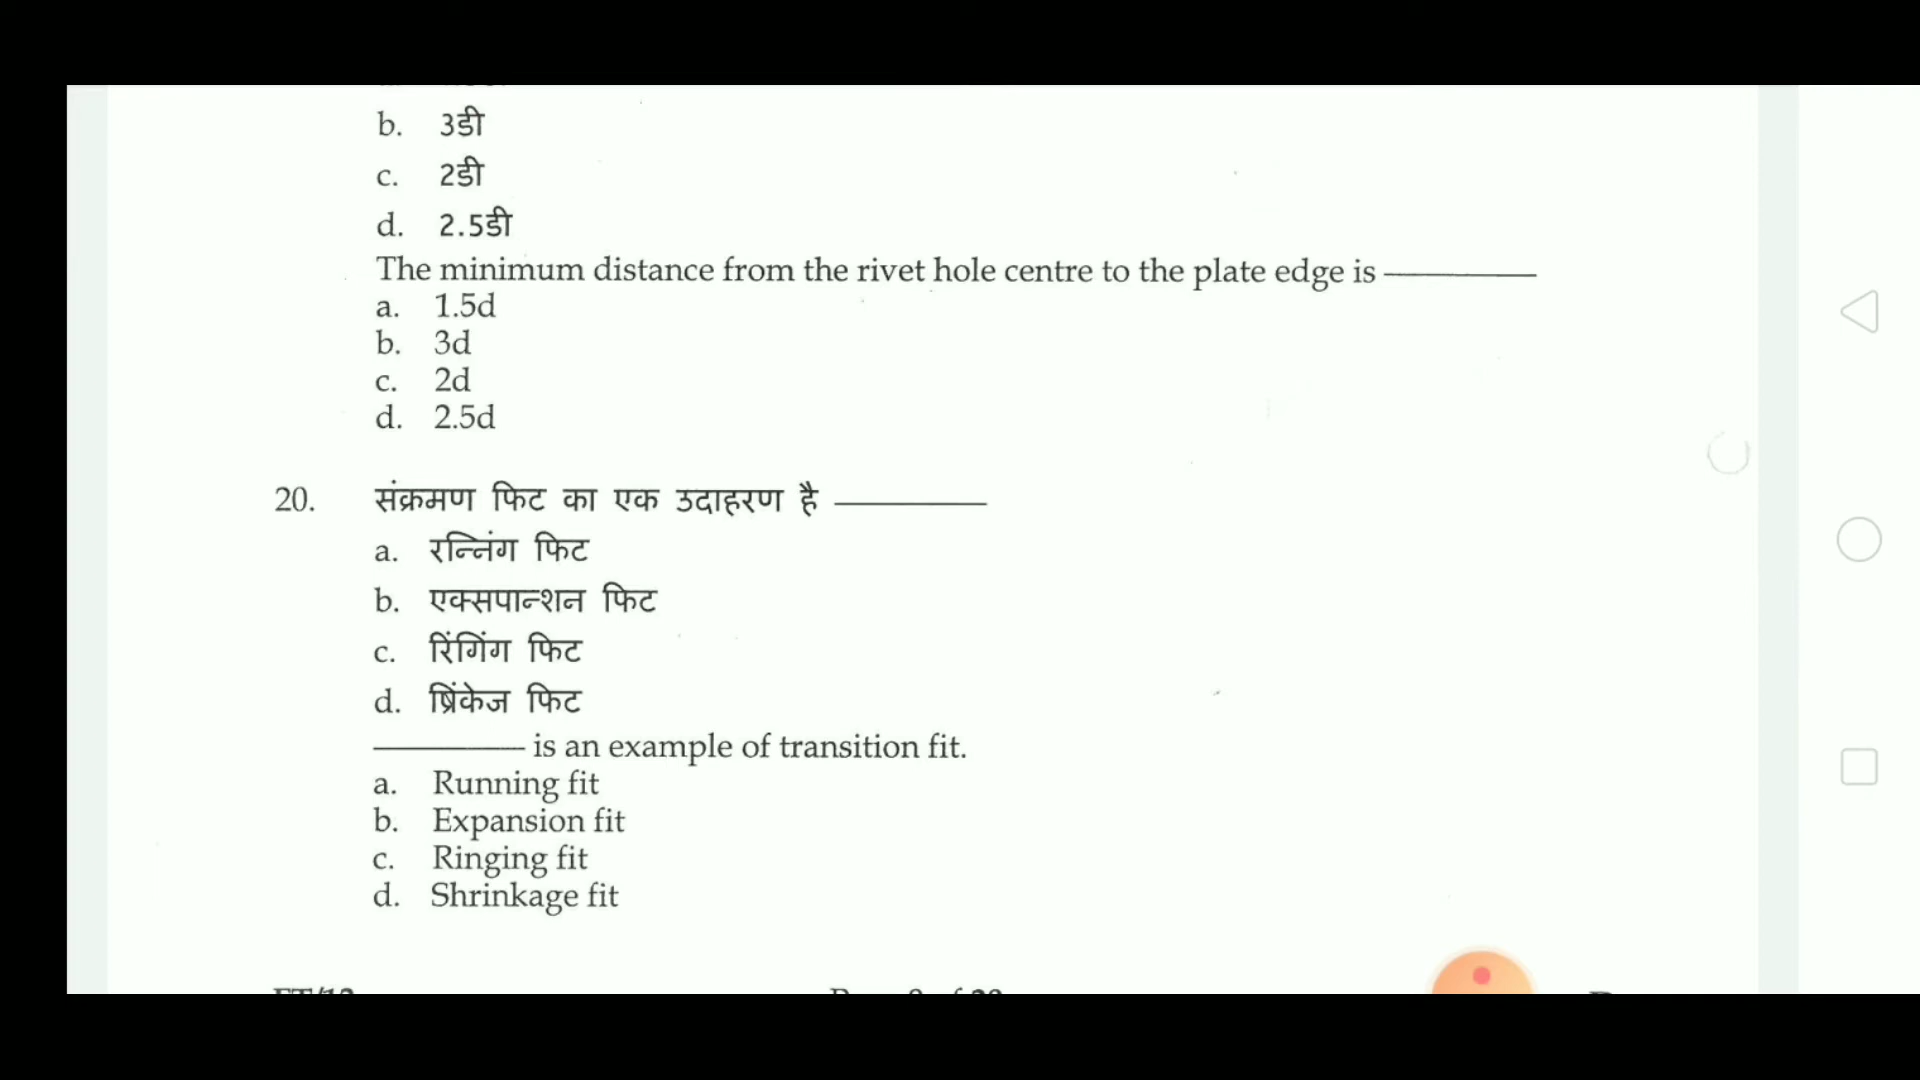 b. 3डी
c. 2डी
d. 2.5डी
The minimum distance from the rivet hole centre to the plate edge is ————
a. 1.5d
b. 3d
c. 2d
d. 2.5d
20. संक्रमण फिट का एक उदाहरण है ————
a. रन्निंग फिट
b. एक्सपान्शन फिट
c. रिंगिंग फिट
d. ष्रिंकेज फिट
———— is an example of transition fit.
a. Running fit
b. Expansion fit
c. Ringing fit
d. Shrinkage fit